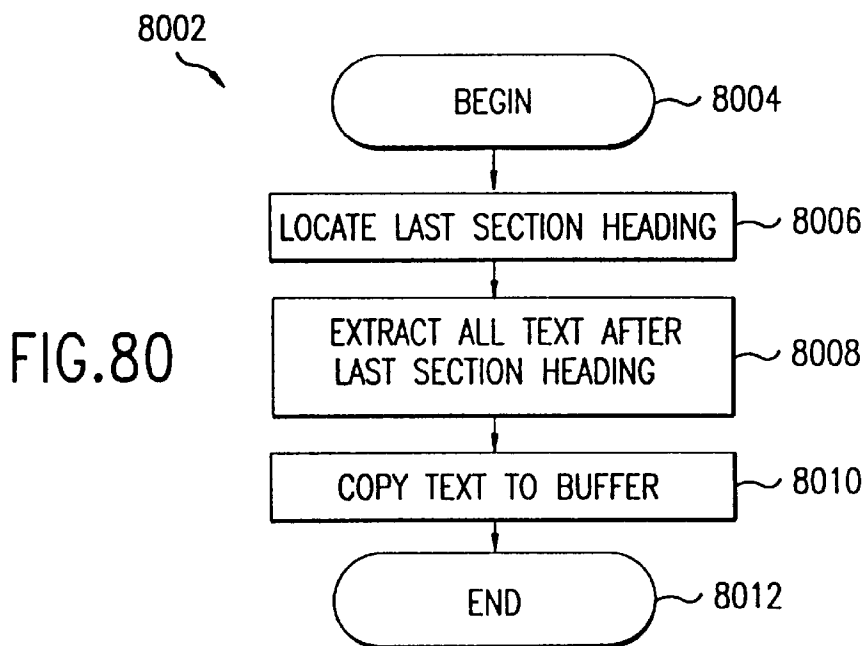 8002
BEGIN
8004
LOCATE LAST SECTION HEADING
8006
FIG.80
EXTRACT ALL TEXT AFTER
LAST SECTION HEADING
8008
COPY TEXT TO BUFFER
8010
END
8012